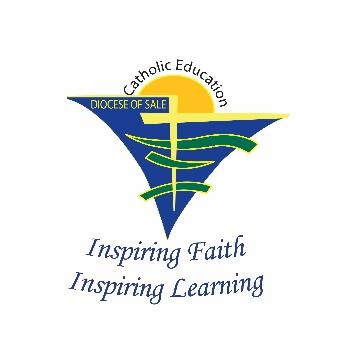 Catholic Education
DIOCESE OF SALE
Inspiring Faith
Inspiring Learning